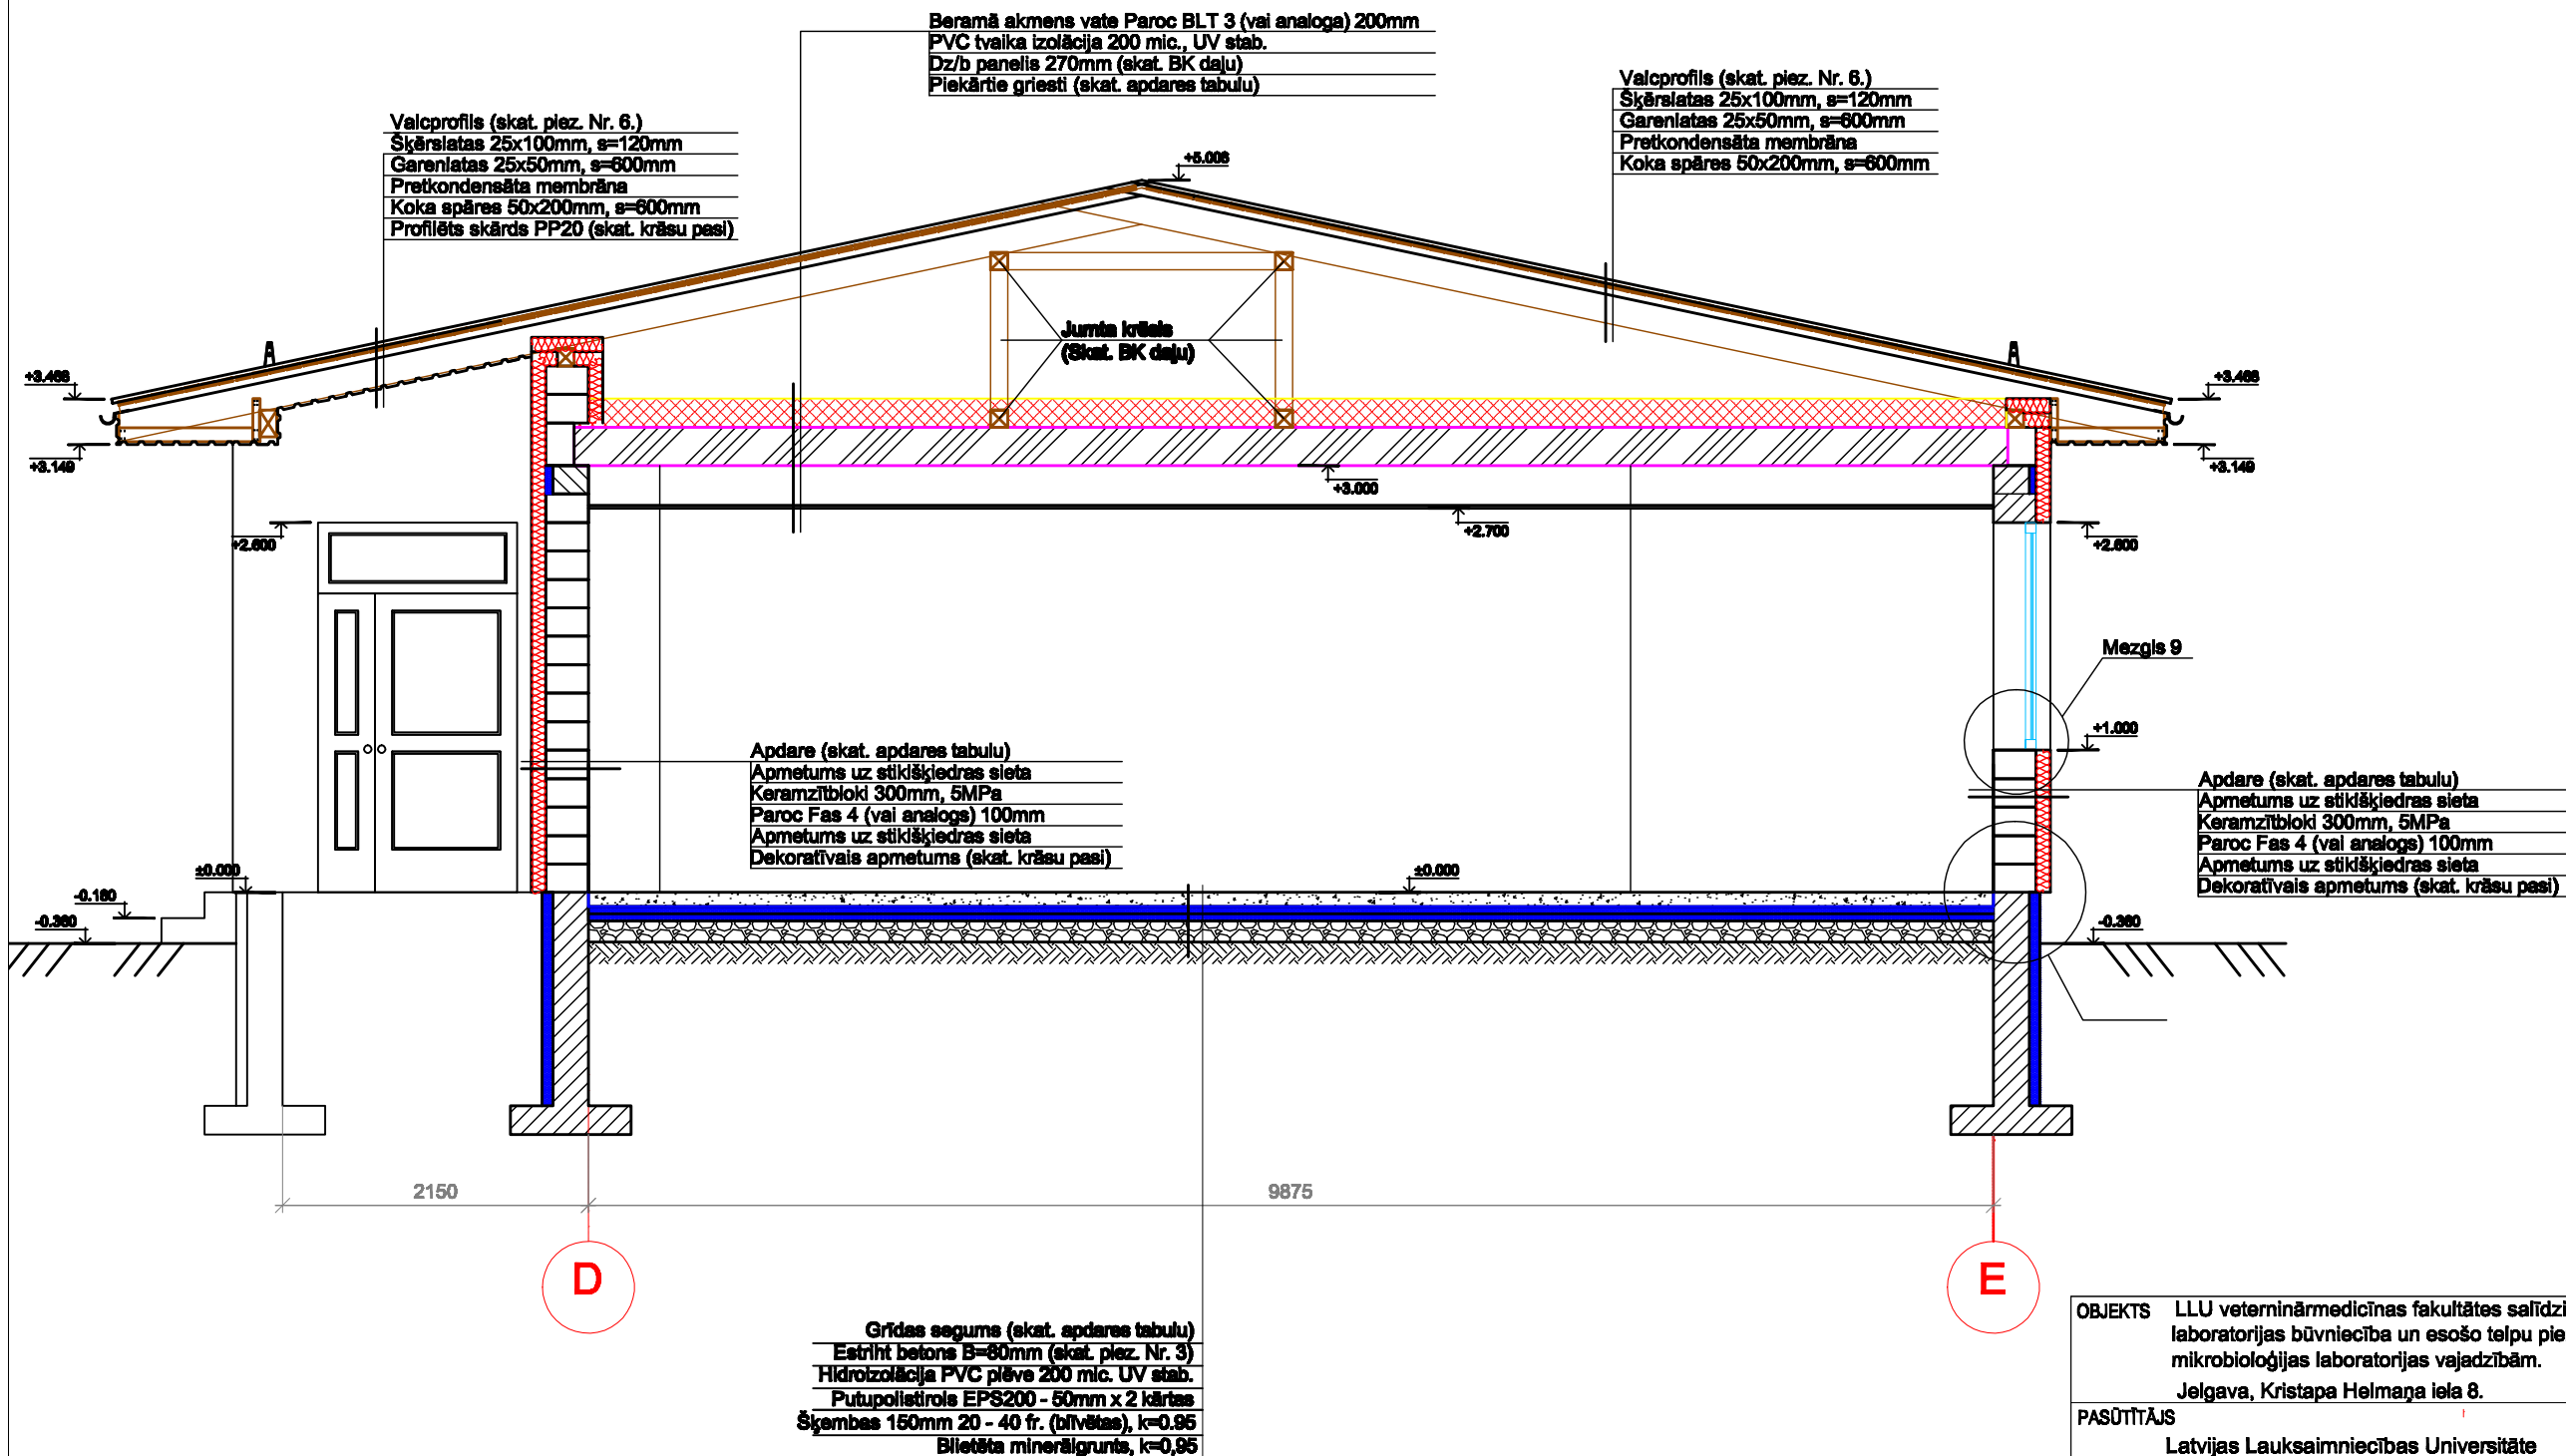 Beramā akmens vate Paroc BLT 3 (vai analoga) 200mm
PVC tvaika izolācija 200 mic., UV stab.
Dz/b panelis 270mm (skat. BK daļu)
Piekārtie griesti (skat. apdares tabulu)
Valcprofils (skat. piez. Nr. 6.)
Šķērslatas 25x100mm, s=120mm
Garenlatas 25x50mm, s=600mm
Pretkondensāta membrāna
Koka spāres 50x200mm, s=600mm
Valcprofils (skat. piez. Nr. 6.)
Šķērslatas 25x100mm, s=120mm
Garenlatas 25x50mm, s=600mm
Pretkondensāta membrāna
Koka spāres 50x200mm, s=600mm
Profilēts skārds PP20 (skat. krāsu pasi)
+5.006
Jumta krēsls
(Skat. BK daļu)
+3.468
+3.468
+3.149
+3.149
+3.000
+2.700
+2.600
+2.600
Mezgls 9
+1.000
Apdare (skat. apdares tabulu)
Apmetums uz stiklšķiedras sieta
Keramzītbloki 300mm, 5MPa
Paroc Fas 4 (vai analogs) 100mm
Apmetums uz stiklšķiedras sieta
Dekoratīvais apmetums (skat. krāsu pasi)
Apdare (skat. apdares tabulu)
Apmetums uz stiklšķiedras sieta
Keramzītbloki 300mm, 5MPa
Paroc Fas 4 (vai analogs) 100mm
Apmetums uz stiklšķiedras sieta
Dekoratīvais apmetums (skat. krāsu pasi)
±0.000
±0.000
-0.180
-0.360
-0.360
2150
9875
D
E
Grīdas segums (skat. apdares tabulu)
Estriht betons B=80mm (skat. piez. Nr. 3)
Hidroizolācija PVC plēve 200 mic. UV stab.
Putupolistirols EPS200 - 50mm x 2 kārtas
Šķembas 150mm 20 - 40 fr. (blīvētas), k=0.95
Blietēta minerālgrunts, k=0,95
OBJEKTS LLU veterninārmedicīnas fakultātes salīdzi
laboratorijas būvniecība un esošo telpu pie
mikrobioloģijas laboratorijas vajadzībām.
Jelgava, Kristapa Helmaņa iela 8.
PASŪTĪTĀJS
Latvijas Lauksaimniecības Universitāte